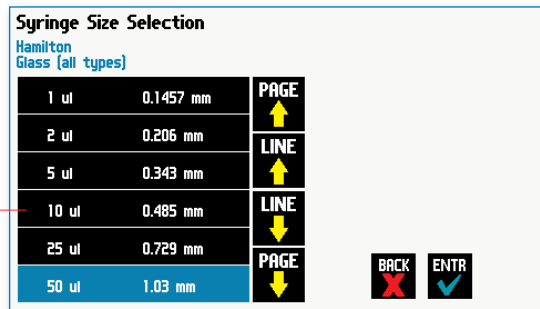 Syringe Size Selection
Hamilton
Glass (all types)
1 ul 0.1457 mm
2 ul 0.206 mm
5 ul 0.343 mm
10 ul 0.485 mm
25 ul 0.729 mm
50 ul 1.03 mm
PAGE
LINE
LINE
PAGE
BACK
ENTR